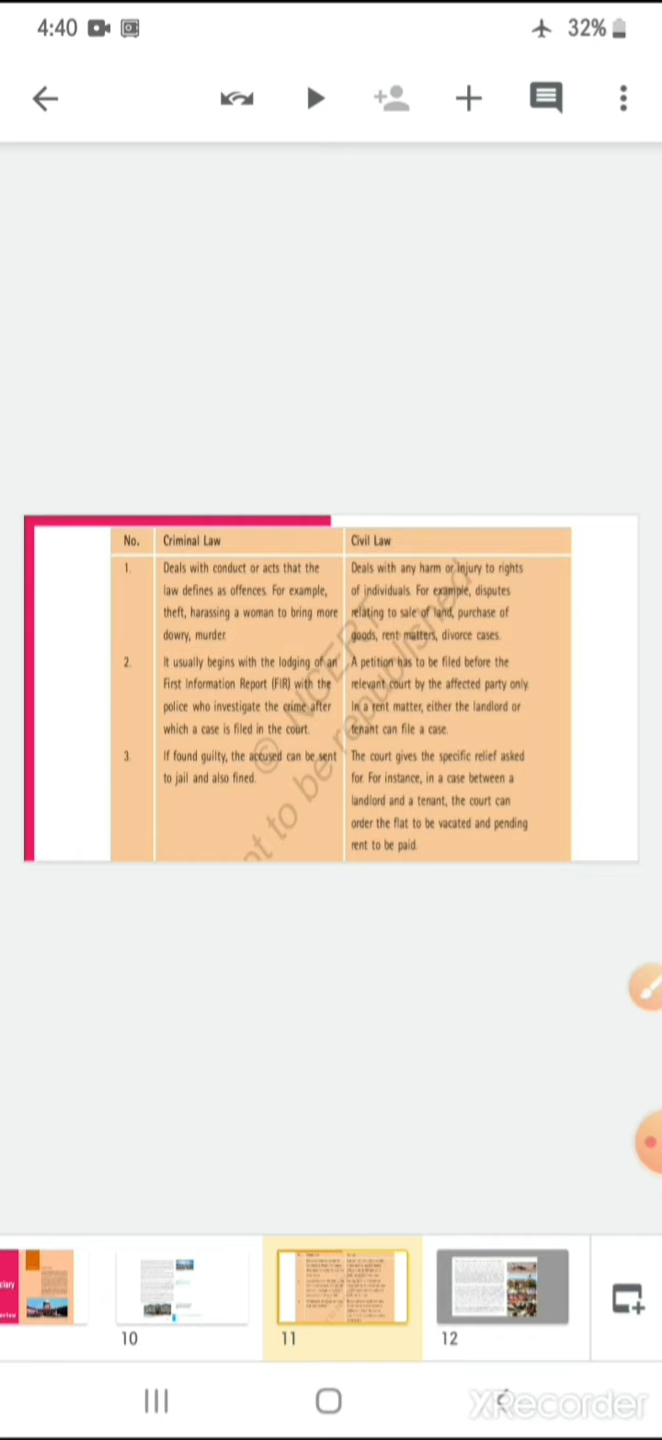 4:40
32%
No. Criminal Law Civil Law
1. Deals with conduct or acts that the
law defines as offences. For example,
theft, harassing a woman to bring more
dowry, murder.
Deals with any harm or injury to rights
of individuals. For example, disputes
relating to sale of land, purchase of
goods, rent matters, divorce cases.
2. It usually begins with the lodging of an
First Information Report (FIR) with the
police who investigate the crime after
which a case is filed in the court.
A petition has to be filed before the
relevant court by the affected party only.
In a rent matter, either the landlord or
tenant can file a case.
3. If found guilty, the accused can be sent
to jail and also fined.
The court gives the specific relief asked
for. For instance, in a case between a
landlord and a tenant, the court can
order the flat to be vacated and pending
rent to be paid.
© NCERT
to be republished
10
11
12
XRecorder